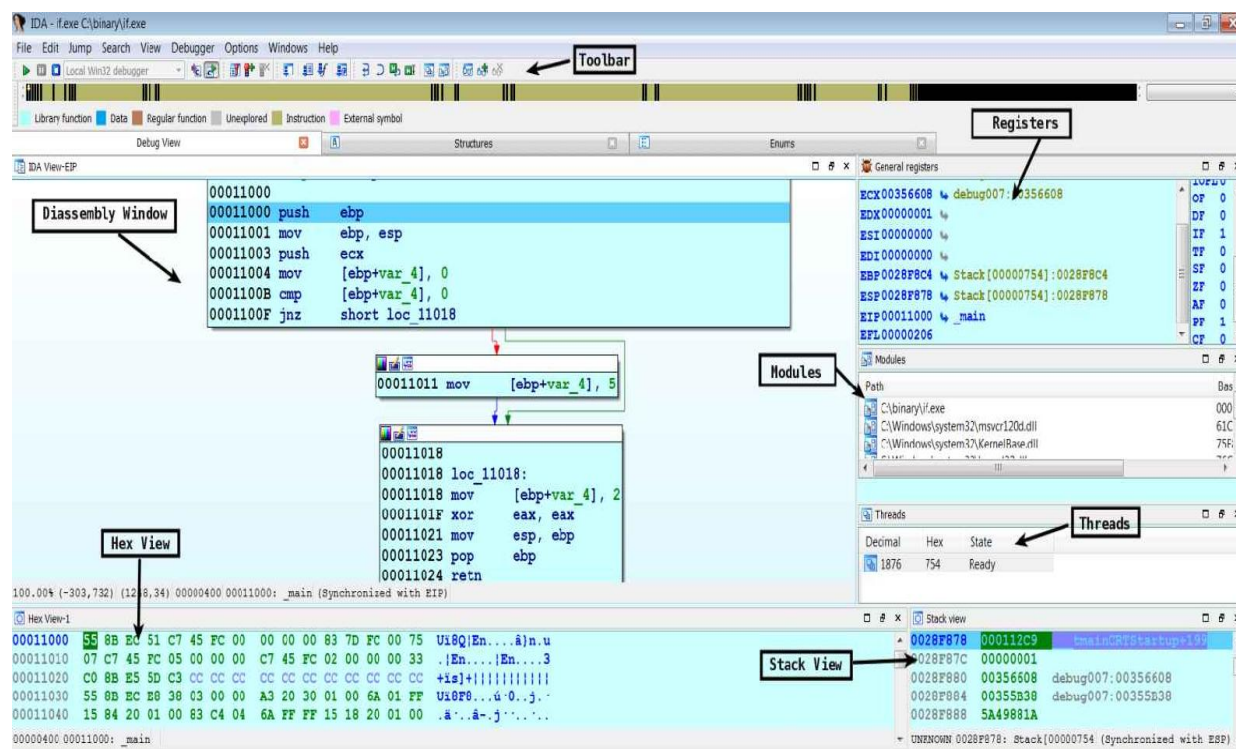 IDA - if.exe C:\binary\if.exe
File Edit Jump Search View Debugger Options Windows Help
Local Win32 debugger
Toolbar
Library function Data Regular function Unexplored Instruction External symbol
Registers
Debug View Structures Enums
IDA View-EIP
Diassembly Window
00011000
00011000 push ebp
00011001 mov ebp, esp
00011003 push ecx
00011004 mov [ebp+var_4], 0
0001100B cmp [ebp+var_4], 0
0001100F jnz short loc_11018
00011011 mov [ebp+var_4], 5
00011018
00011018 loc_11018:
00011018 mov [ebp+var_4], 2
0001101F xor eax, eax
00011021 mov esp, ebp
00011023 pop ebp
00011024 retn
100.00% (-303,732) 00000400 00011000: _main (Synchronized with EIP)
General registers
ECX 00356608 debug007:00356608
EDX 00000001
ESI 00000000
EDI 00000000
EBP 0028F8C4 Stack[00000754]:0028F8C4
ESP 0028F878 Stack[00000754]:0028F878
EIP 00011000 _main
EFL 00000206
OF 0
DF 0
IF 1
TF 0
SF 0
ZF 0
AF 0
PF 1
CF 0
Modules
Modules
Path Bas
C:\binary\if.exe 000
C:\Windows\system32\msvcr120d.dll 61C
C:\Windows\system32\KernelBase.dll
Threads
Threads
Decimal Hex State
1876 754 Ready
Hex View
Hex View-1
00011000 55 8B EC 51 C7 45 FC 00 00 00 00 83 7D FC 00 75
00011010 07 C7 45 FC 05 00 00 00 C7 45 FC 02 00 00 00 33
00011020 C0 8B E5 5D C3 CC CC CC CC CC CC CC CC CC CC CC
00011030 55 8B EC E8 38 03 00 00 A3 20 30 01 00 6A 01 FF
00011040 15 84 20 01 00 83 C4 04 6A FF FF 15 18 20 01 00
00000400 00011000: _main
Stack View
Stack view
0028F878 000112C9 tmainCRTStartup+199
0028F87C 00000001
0028F880 00356608 debug007:00356608
0028F884 00355B38 debug007:00355B38
0028F888 5A49881A
UNKNOWN 0028F878: Stack[00000754 (Synchronized with ESP)